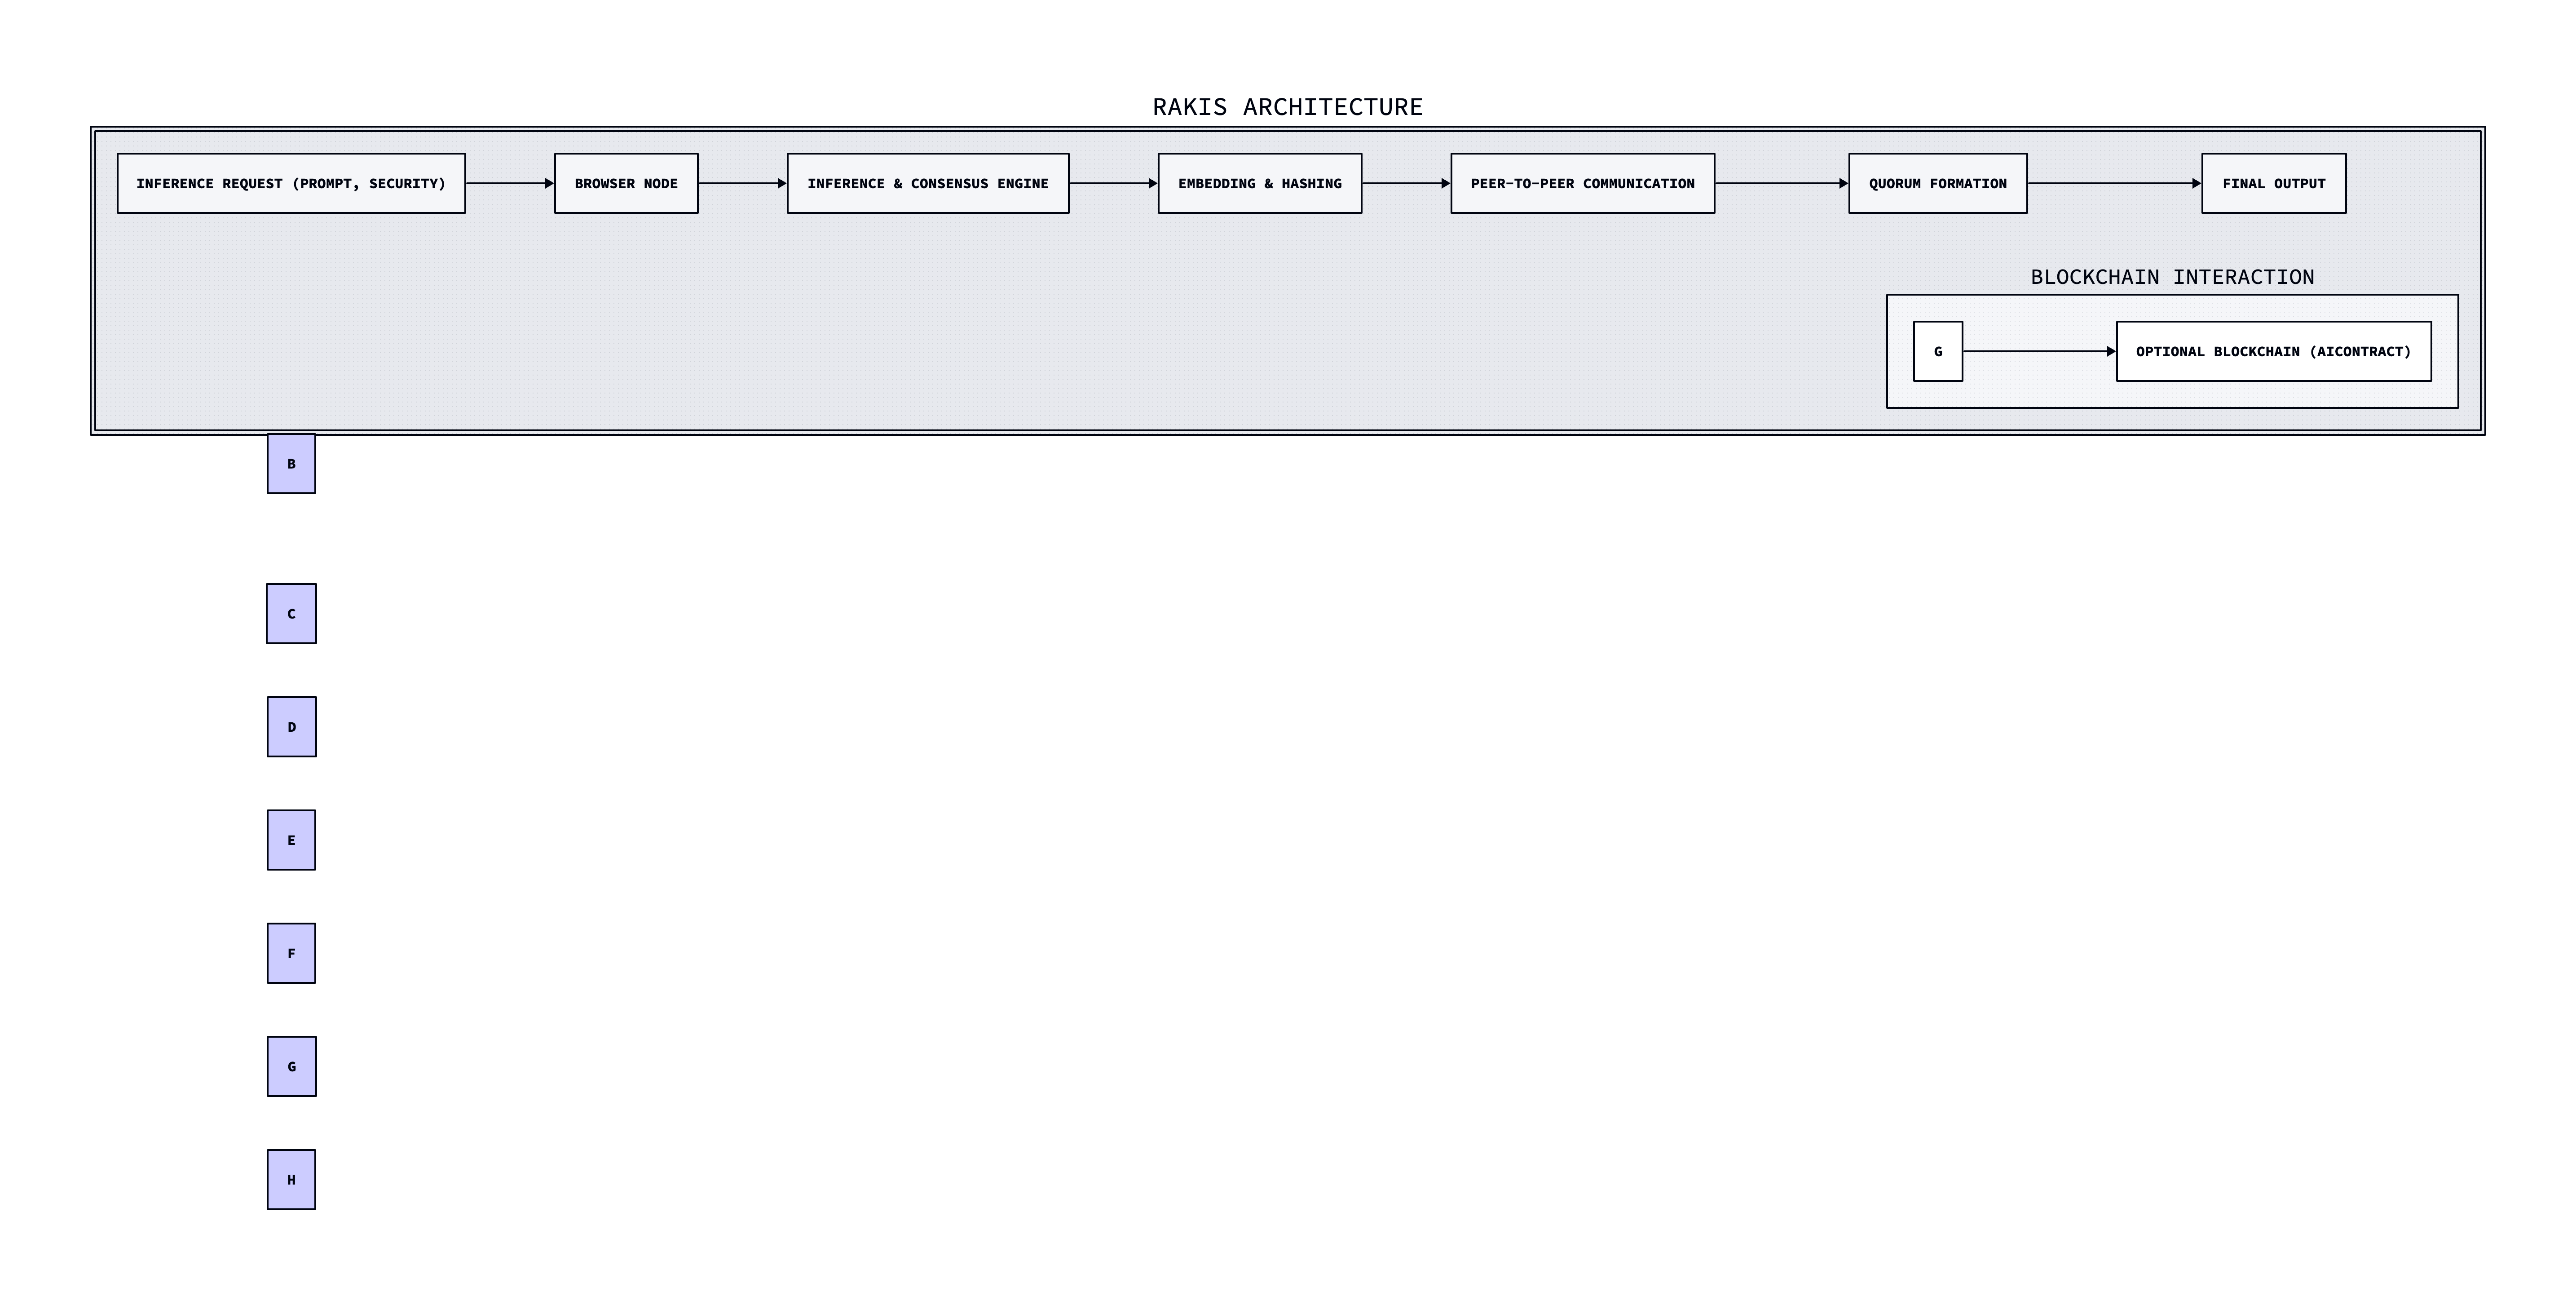 RAKIS ARCHITECTURE
INFERENCE REQUEST (PROMPT, SECURITY)
BROWSER NODE
INFERENCE & CONSENSUS ENGINE
EMBEDDING & HASHING
PEER-TO-PEER COMMUNICATION
QUORUM FORMATION
FINAL OUTPUT
BLOCKCHAIN INTERACTION
G
OPTIONAL BLOCKCHAIN (AICONTRACT)
B
C
D
E
F
G
H